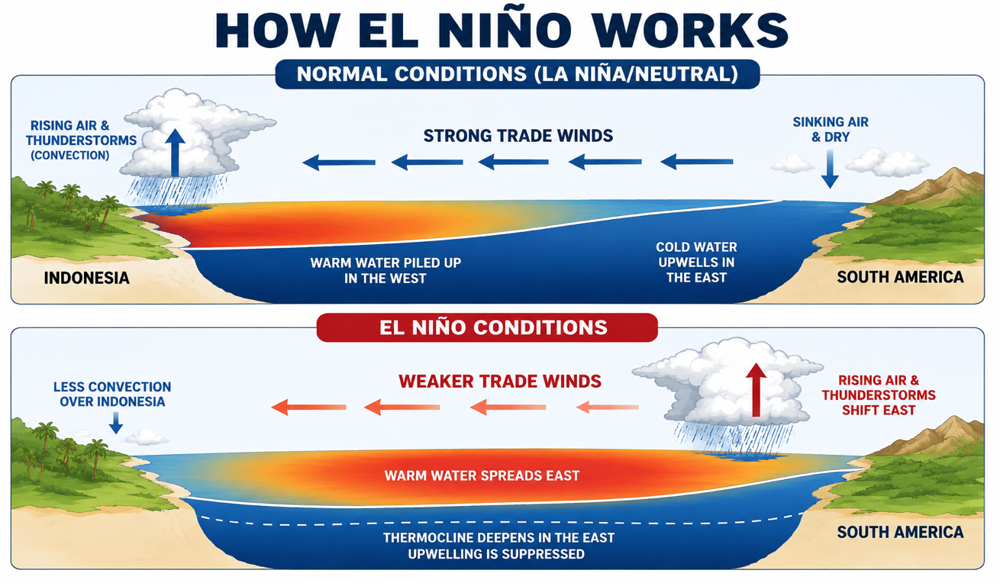 HOW EL NIÑO WORKS
NORMAL CONDITIONS (LA NIÑA/NEUTRAL)
RISING AIR &
THUNDERSTORMS
(CONVECTION)
STRONG TRADE WINDS
SINKING AIR
& DRY
WARM WATER PILED UP
IN THE WEST
COLD WATER
UPWELLS IN
THE EAST
INDONESIA
SOUTH AMERICA
EL NIÑO CONDITIONS
LESS CONVECTION
OVER INDONESIA
WEAKER TRADE WINDS
RISING AIR &
THUNDERSTORMS
SHIFT EAST
WARM WATER SPREADS EAST
THERMOCLINE DEEPENS IN THE EAST
UPWELLING IS SUPPRESSED
SOUTH AMERICA